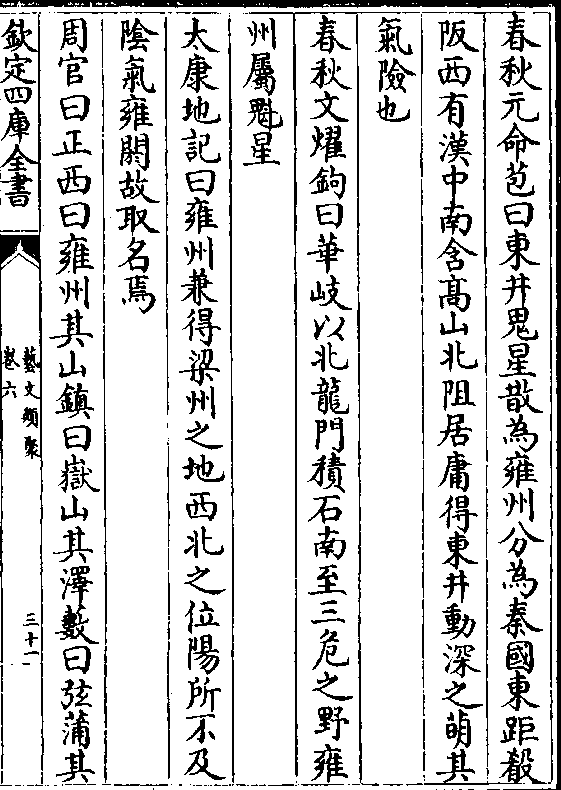 春秋元命苞曰東井鬼星散為雍州分為秦國東距殽
阪西有漢中南含高山北阻居庸得東井動深之萌其
氣險也
春秋文燿鉤曰華岐以北龍門積石南至三危之野雍
州屬魁星
太康地記曰雍州兼得梁州之地西北之位陽所不及
陰氣雍閼故取名焉
周官曰正西曰雍州其山鎮曰嶽山其澤藪曰弦蒲其
欽定四庫全書
藝文類聚
卷六
三十一